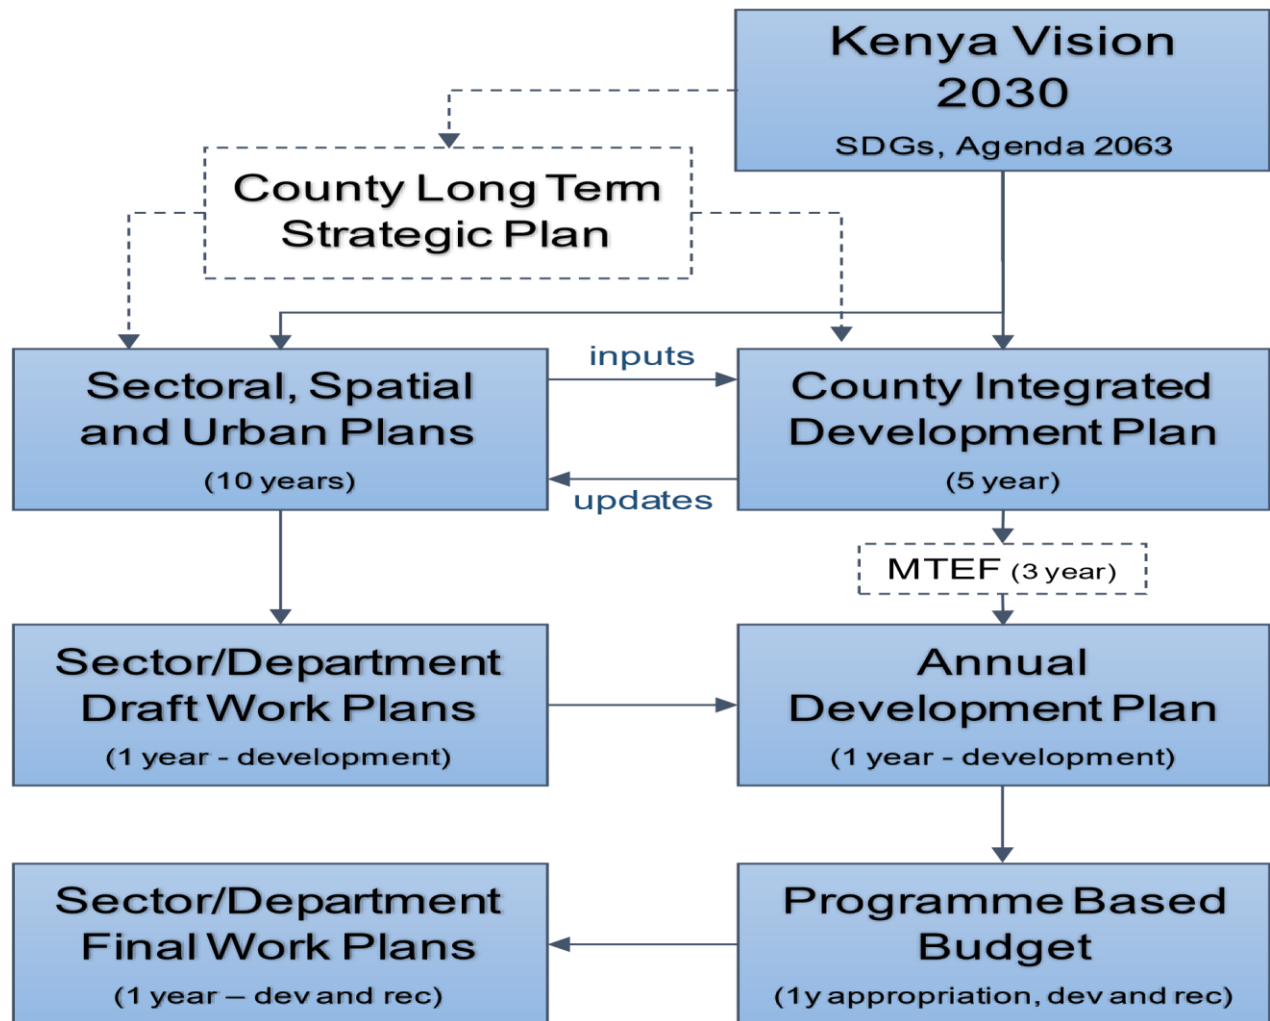 Kenya Vision
2030
SDGs, Agenda 2063
County Long Term
Strategic Plan
Sectoral, Spatial
and Urban Plans
(10 years)
inputs
updates
County Integrated
Development Plan
(5 year)
MTEF (3 year)
Sector/Department
Draft Work Plans
(1 year - development)
Annual
Development Plan
(1 year - development)
Sector/Department
Final Work Plans
(1 year – dev and rec)
Programme Based
Budget
(1y appropriation, dev and rec)